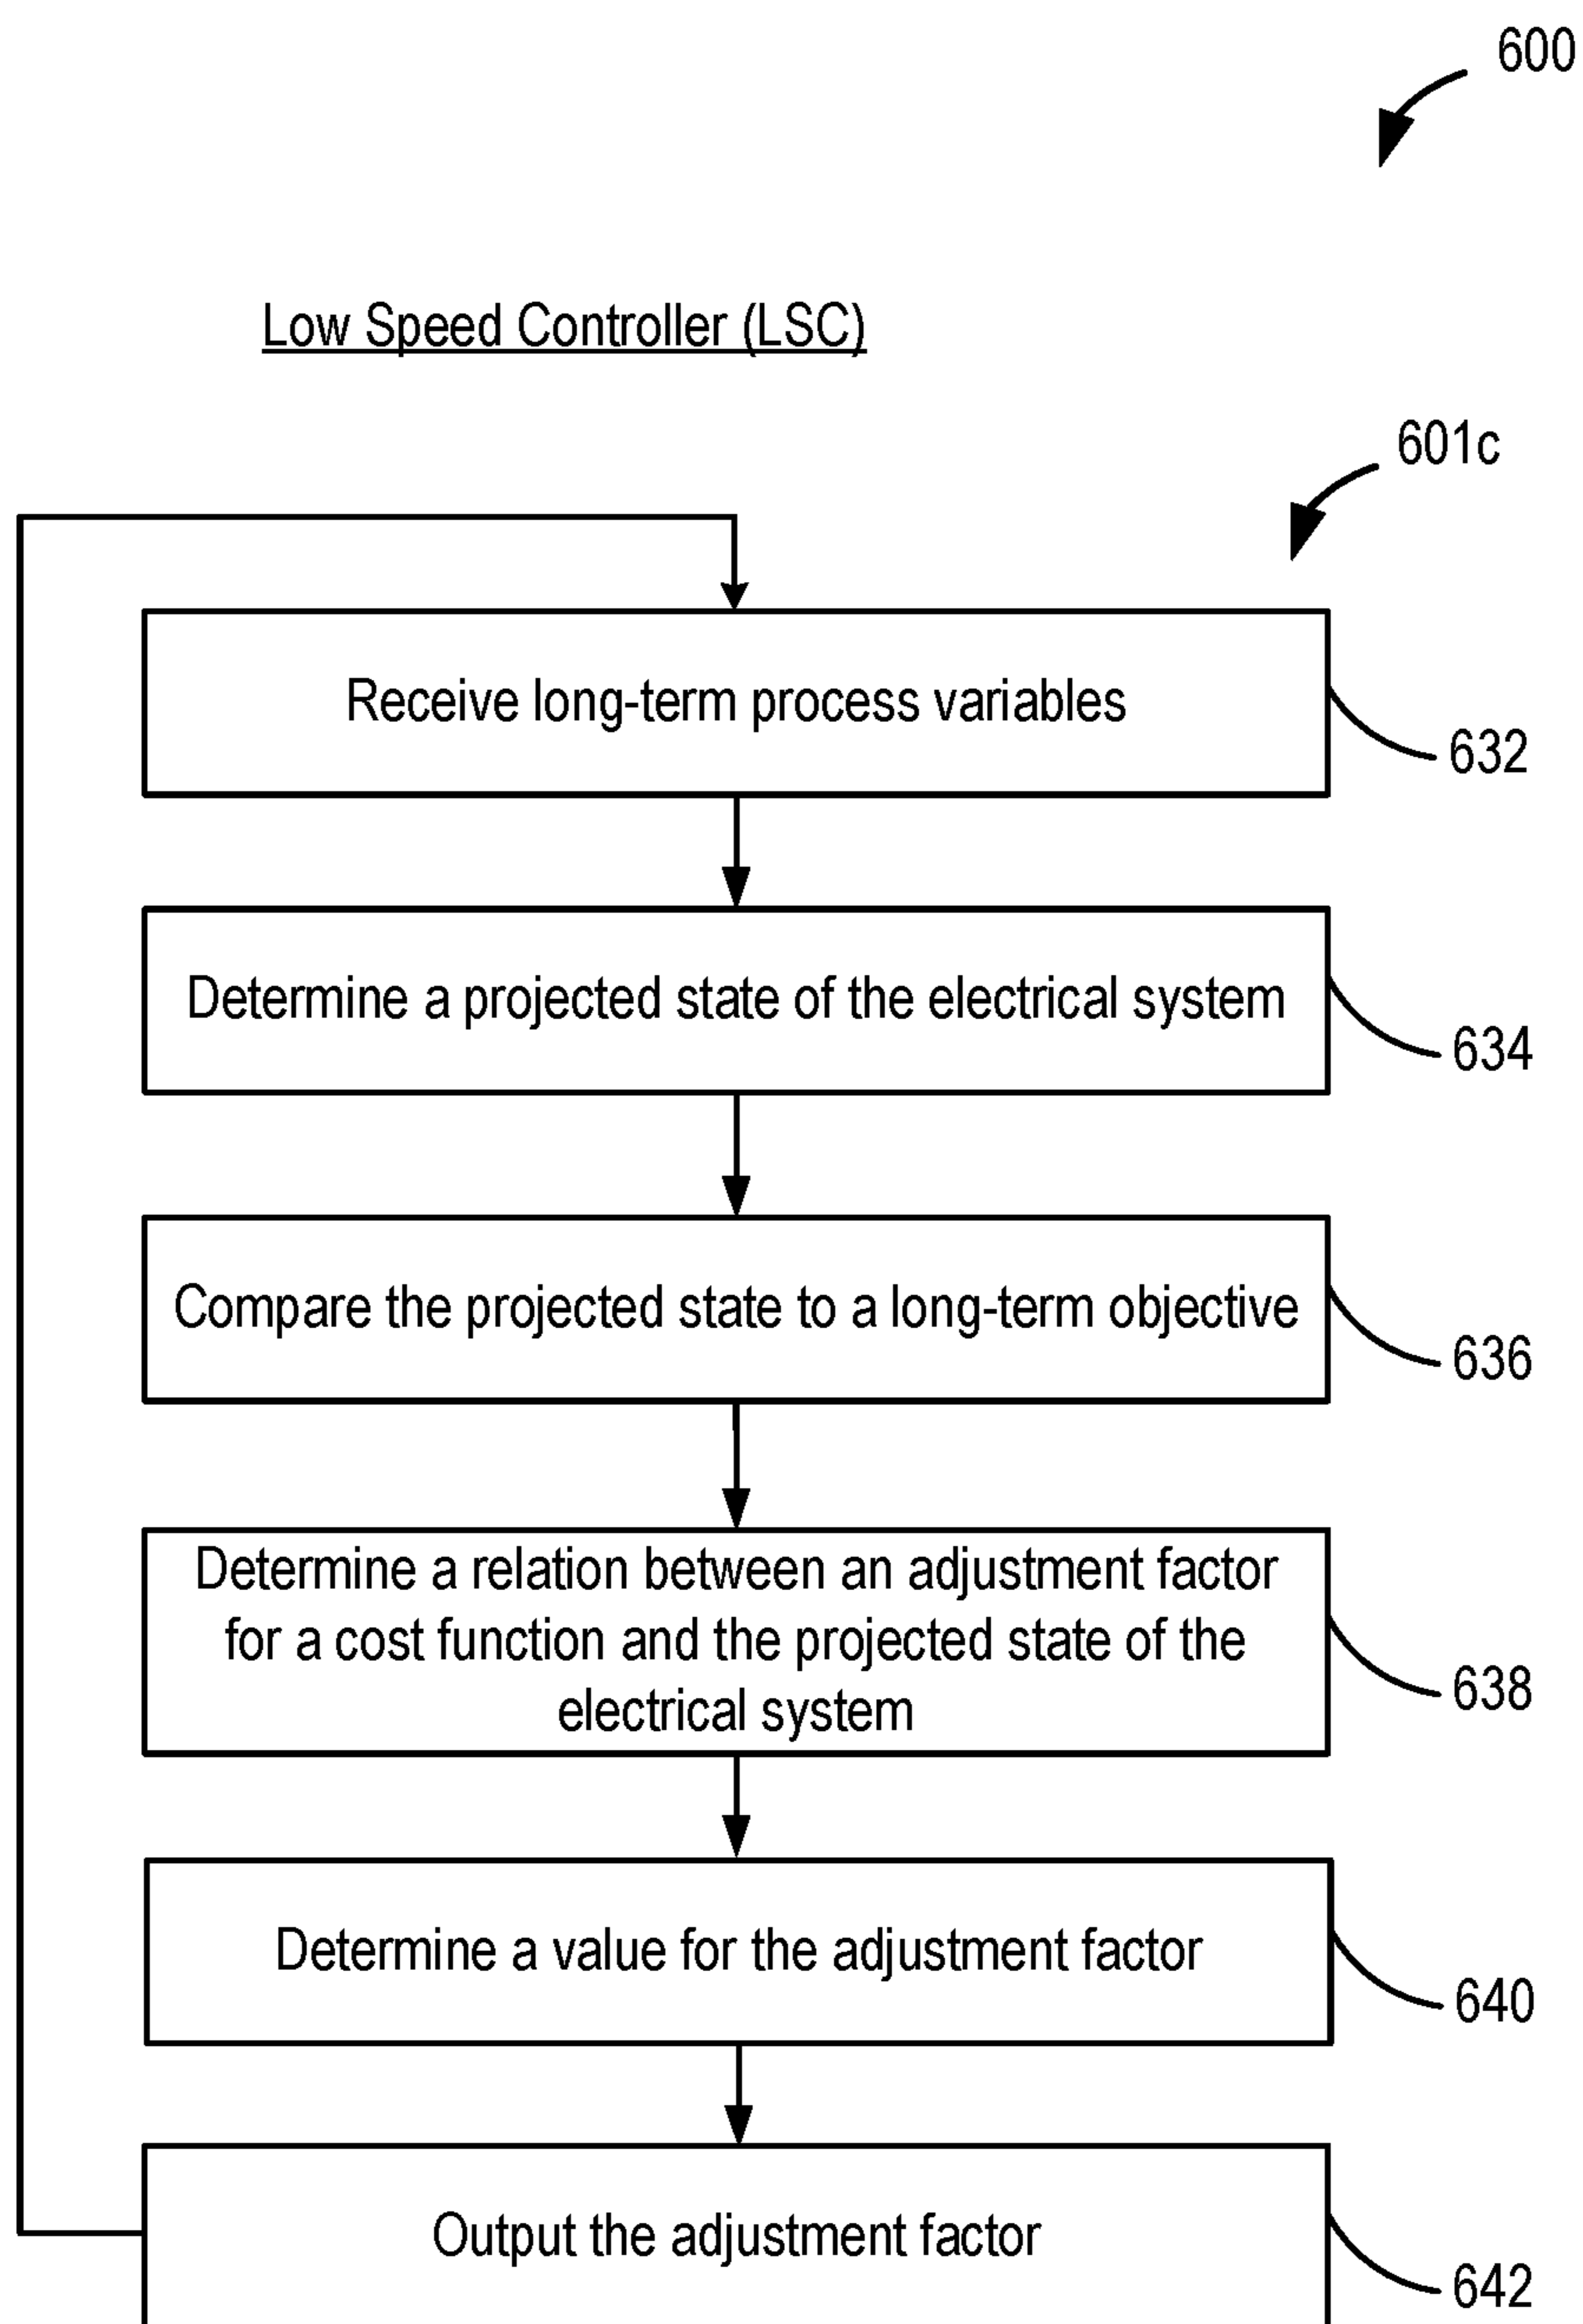 600
Low Speed Controller (LSC)
601c
Receive long-term process variables
632
Determine a projected state of the electrical system
634
Compare the projected state to a long-term objective
636
Determine a relation between an adjustment factor
for a cost function and the projected state of the
electrical system
638
Determine a value for the adjustment factor
640
Output the adjustment factor
642